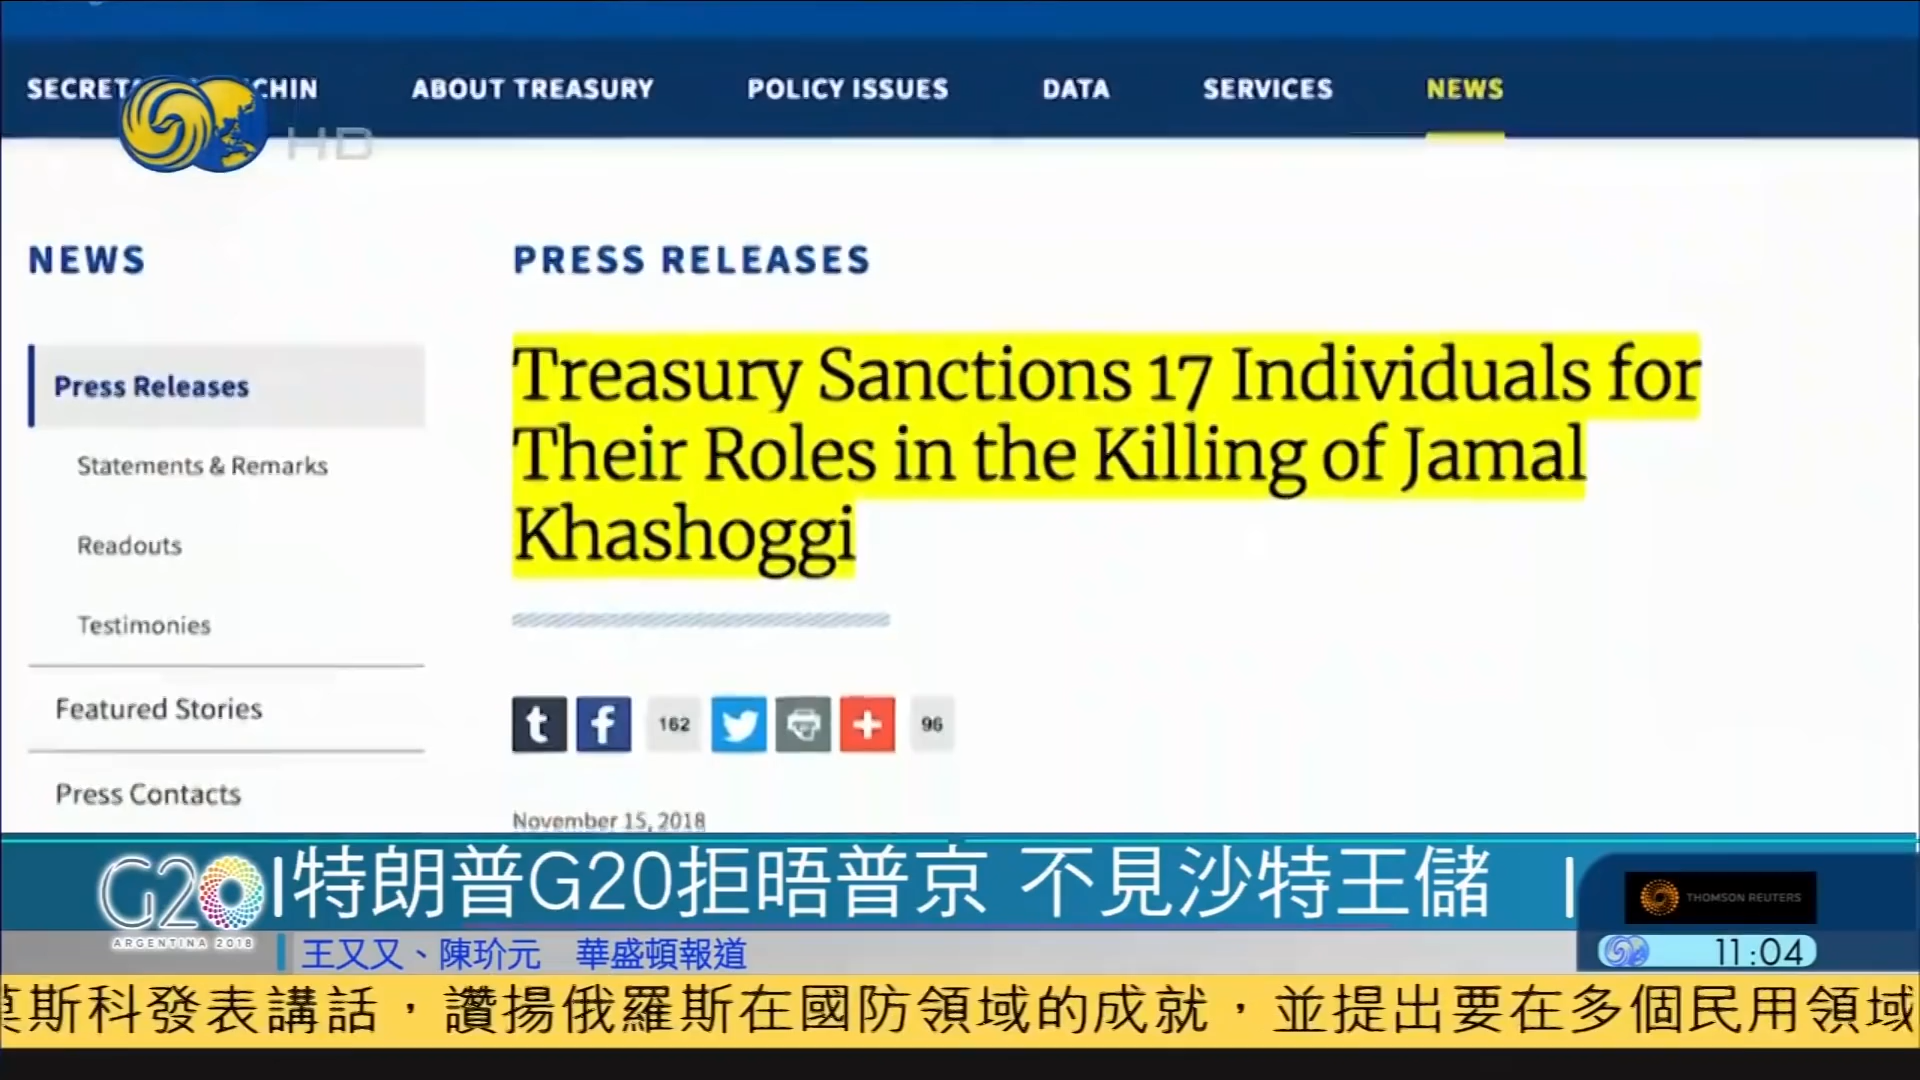 SECRET CHIN ABOUT TREASURY POLICY ISSUES DATA SERVICES NEWS
HD
NEWS
PRESS RELEASES
Press Releases
Statements & Remarks
Readouts
Testimonies
Featured Stories
Press Contacts
Treasury Sanctions 17 Individuals for
Their Roles in the Killing of Jamal
Khashoggi
162
96
November 15, 2018
G20
ARGENTINA 2018
特朗普G20拒晤普京 不見沙特王儲
王又又、陳玠元 華盛頓報道
THOMSON REUTERS
11:04
莫斯科發表講話，讚揚俄羅斯在國防領域的成就，並提出要在多個民用領域